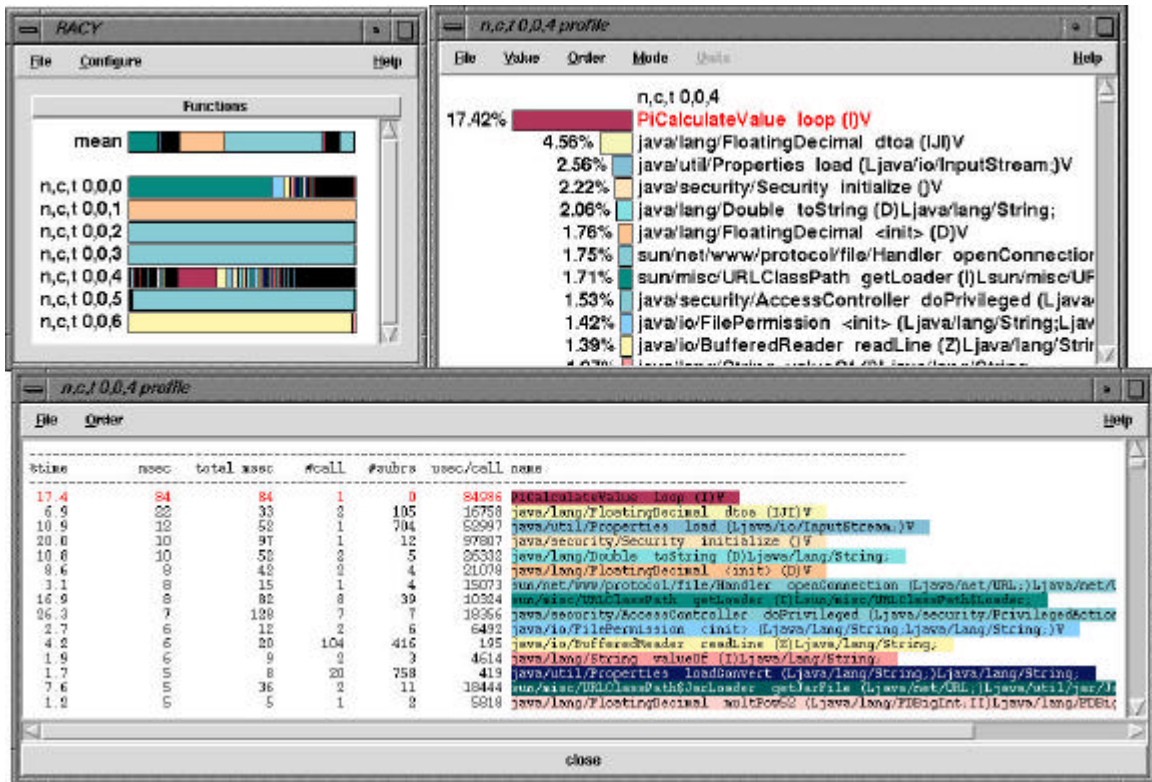 RACY
File Configure Help
Functions
mean
n,c,t 0,0,0
n,c,t 0,0,1
n,c,t 0,0,2
n,c,t 0,0,3
n,c,t 0,0,4
n,c,t 0,0,5
n,c,t 0,0,6
n,c,t 0,0,4 profile
File Value Order Mode Units Help
n,c,t 0,0,4
17.42% PiCalculateValue loop (I)V
4.56% java/lang/FloatingDecimal dtoa (IJI)V
2.56% java/util/Properties load (Ljava/io/InputStream;)V
2.22% java/security/Security initialize ()V
2.06% java/lang/Double toString (D)Ljava/lang/String;
1.76% java/lang/FloatingDecimal <init> (D)V
1.75% sun/net/www/protocol/file/Handler openConnection
1.71% sun/misc/URLClassPath getLoader (I)Lsun/misc/UR
1.53% java/security/AccessController doPrivileged (Ljava/
1.42% java/io/FilePermission <init> (Ljava/lang/String;Ljav
1.39% java/io/BufferedReader readLine (Z)Ljava/lang/Strin
n,c,t 0,0,4 profile
File Order Help
%time msec total msec #call #subrs usec/call name
17.4 84 84 1 0 84986 PiCalculateValue loop (I)V
6.9 22 33 2 105 16758 java/lang/FloatingDecimal dtoa (IJI)V
10.9 12 52 1 704 52997 java/util/Properties load (Ljava/io/InputStream;)V
20.0 10 97 1 12 97807 java/security/Security initialize ()V
10.8 10 52 2 5 26332 java/lang/Double toString (D)Ljava/lang/String;
8.6 8 42 2 4 21078 java/lang/FloatingDecimal <init> (D)V
3.1 8 15 1 4 15073 sun/net/www/protocol/file/Handler openConnection (Ljava/net/URL;)Ljava/net/U
16.9 8 82 8 39 10324 sun/misc/URLClassPath getLoader (I)Lsun/misc/URLClassPath$Loader;
26.3 7 128 7 7 18356 java/security/AccessController doPrivileged (Ljava/security/PrivilegedAction
2.7 6 12 2 6 6492 java/io/FilePermission <init> (Ljava/lang/String;Ljava/lang/String;)V
4.2 6 20 104 416 195 java/io/BufferedReader readLine (Z)Ljava/lang/String;
1.9 6 9 2 3 4614 java/lang/String valueOf (I)Ljava/lang/String;
1.7 5 8 20 758 419 java/util/Properties loadConvert (Ljava/lang/String;)Ljava/lang/String;
7.6 5 36 2 11 18444 sun/misc/URLClassPath$JarLoader getJarFile (Ljava/net/URL;)Ljava/util/jar/J
1.2 5 5 1 2 5818 java/lang/FloatingDecimal multPow52 (Ljava/lang/FDBigInt;II)Ljava/lang/FDBig
close